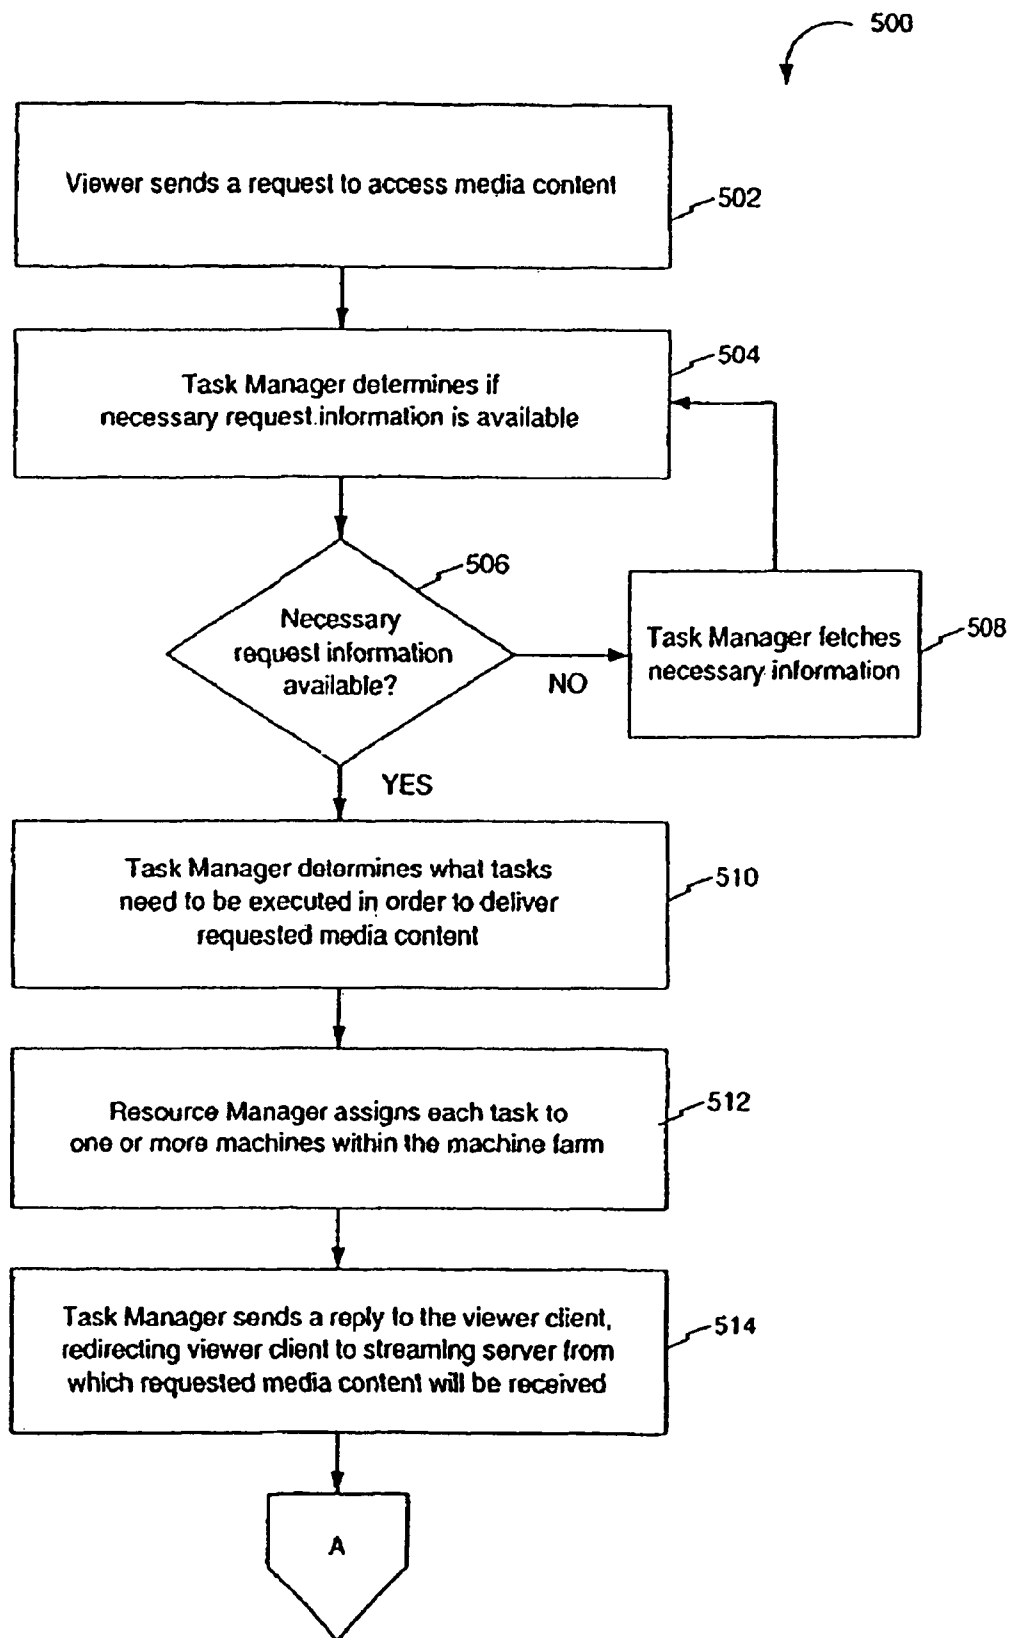 500
Viewer sends a request to access media content
502
Task Manager determines if
necessary request information is available
504
Necessary
request information
available?
506
NO
Task Manager fetches
necessary information
508
YES
Task Manager determines what tasks
need to be executed in order to deliver
requested media content
510
Resource Manager assigns each task to
one or more machines within the machine farm
512
Task Manager sends a reply to the viewer client,
redirecting viewer client to streaming server from
which requested media content will be received
514
A